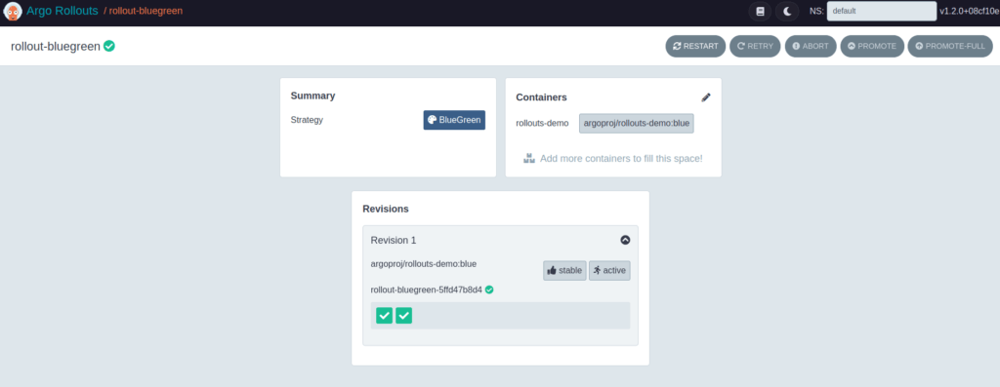 Argo Rollouts / rollout-bluegreen NS: default v1.2.0+08cf10e
rollout-bluegreen RESTART RETRY ABORT PROMOTE PROMOTE-FULL
Summary
Strategy BlueGreen
Containers
rollouts-demo argoproj/rollouts-demo:blue
Add more containers to fill this space!
Revisions
Revision 1
argoproj/rollouts-demo:blue stable active
rollout-bluegreen-5ffd47b8d4